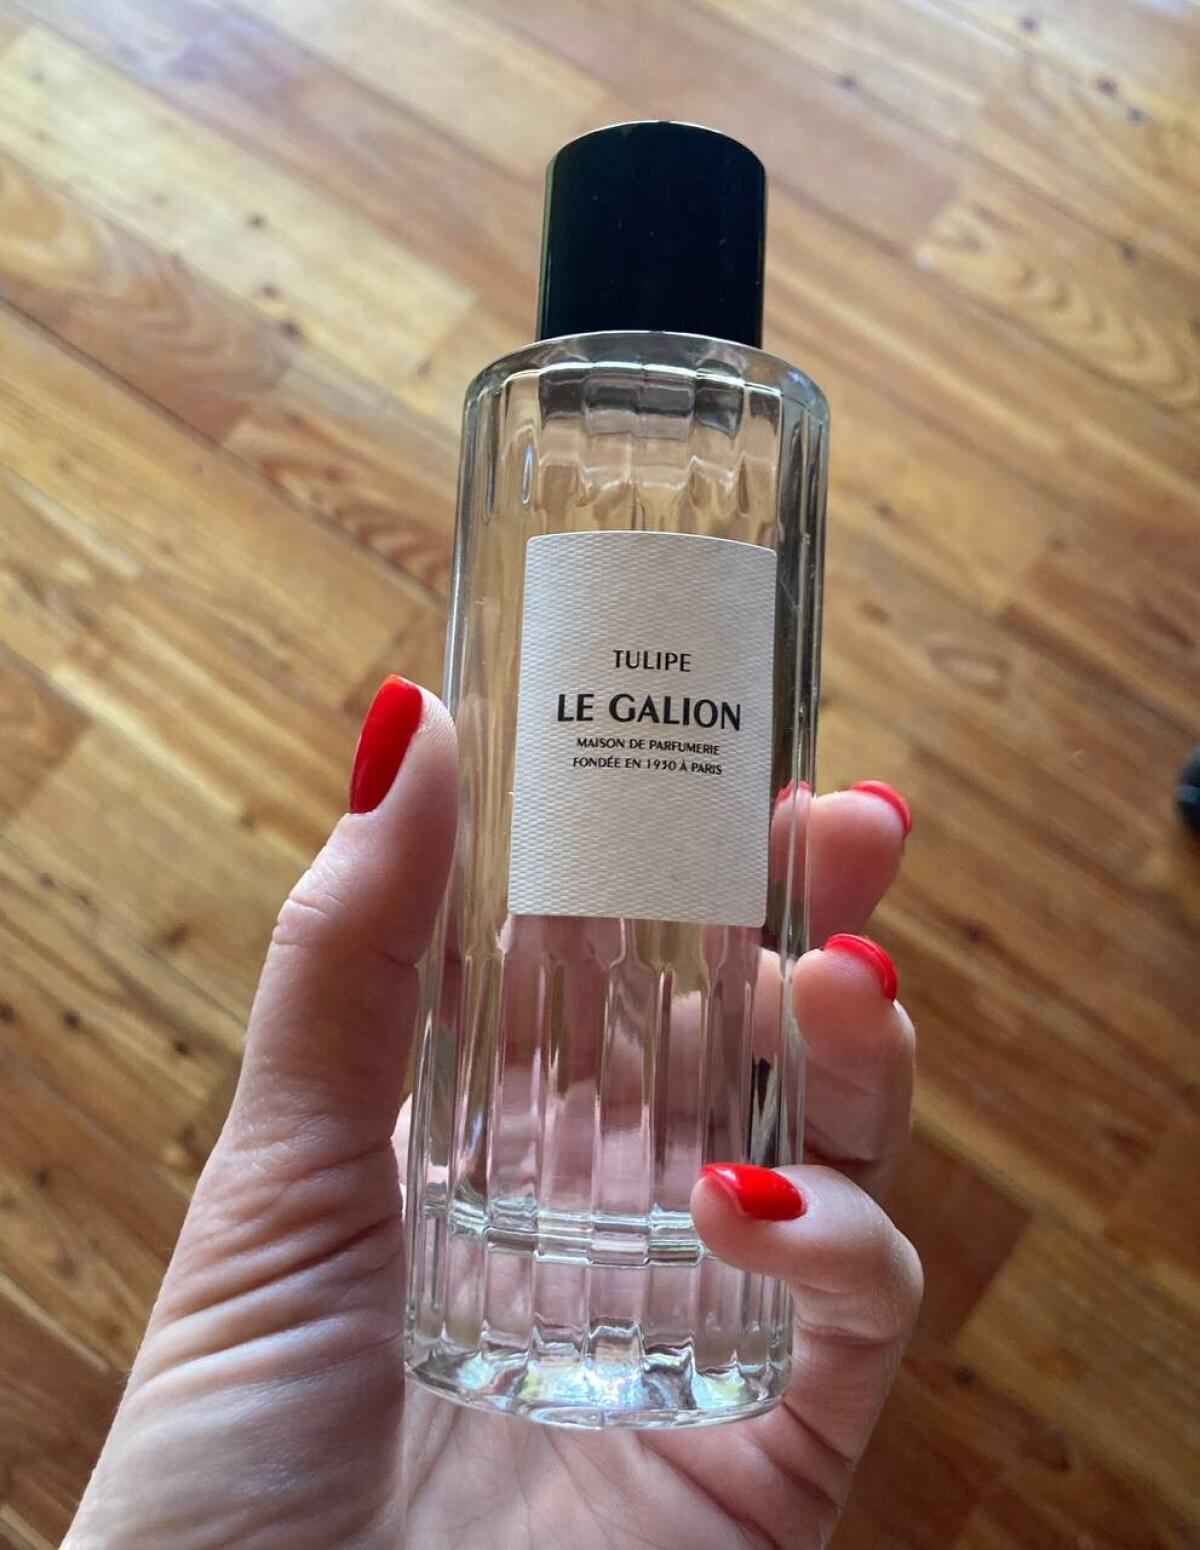 TULIPE
LE GALION
MAISON DE PARFUMERIE
FONDÉE EN 1930 À PARIS